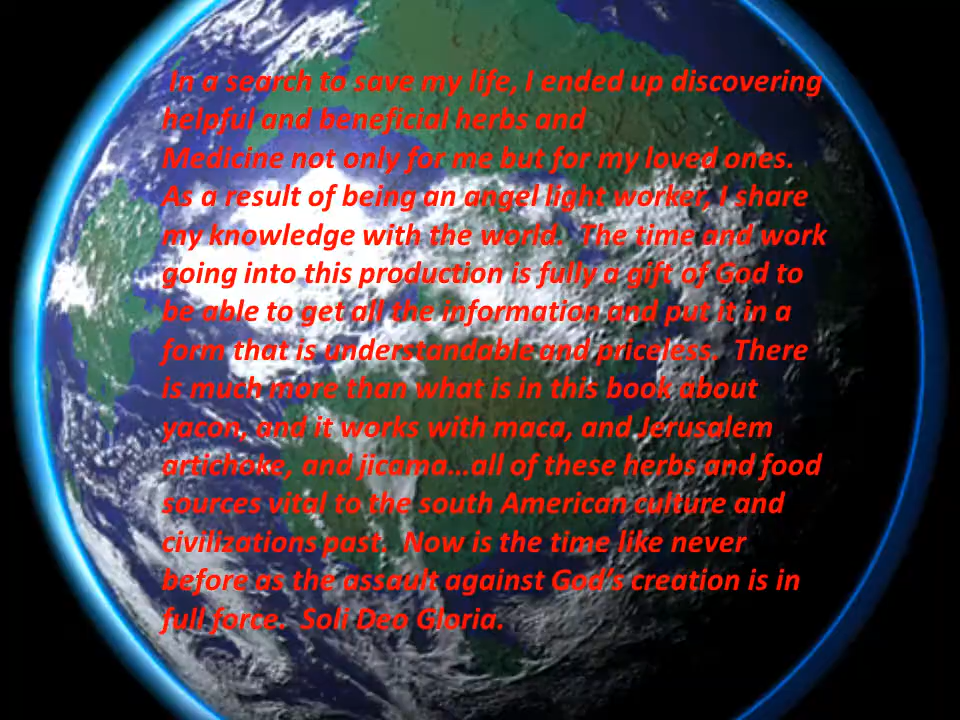 In a search to save my life, I ended up discovering
helpful and beneficial herbs and
Medicine not only for me but for my loved ones.
As a result of being an angel light worker, I share
my knowledge with the world.  The time and work
going into this production is fully a gift of God to
be able to get all the information and put it in a
form that is understandable and priceless.  There
is much more than what is in this book about
yacon, and it works with maca, and Jerusalem
artichoke, and jicama...all of these herbs and food
sources vital to the south American culture and
civilizations past.  Now is the time like never
before as the assault against God's creation is in
full force.  Soli Deo Gloria.